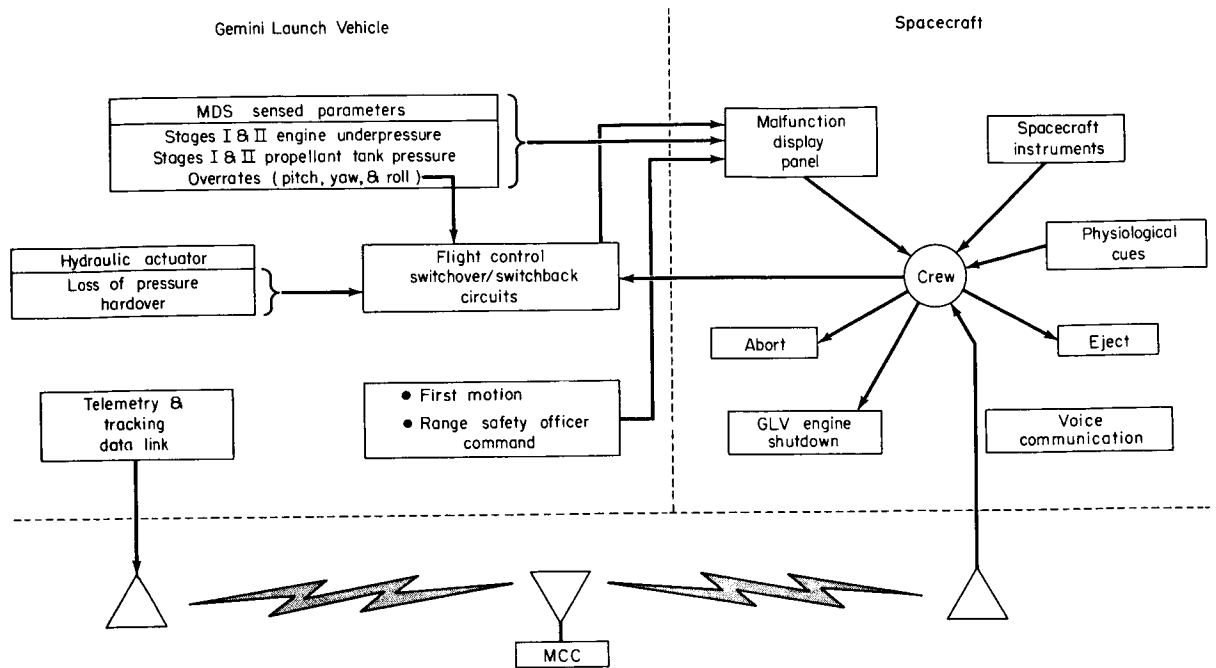 Gemini Launch Vehicle
Spacecraft
MDS sensed parameters
Stages I & II engine underpressure
Stages I & II propellant tank pressure
Overrates (pitch, yaw, & roll)
Malfunction
display
panel
Spacecraft
instruments
Hydraulic actuator
Loss of pressure
hardover
Flight control
switchover/switchback
circuits
Crew
Physiological
cues
Abort
Eject
Telemetry &
tracking
data link
• First motion
• Range safety officer
command
GLV engine
shutdown
Voice
communication
MCC